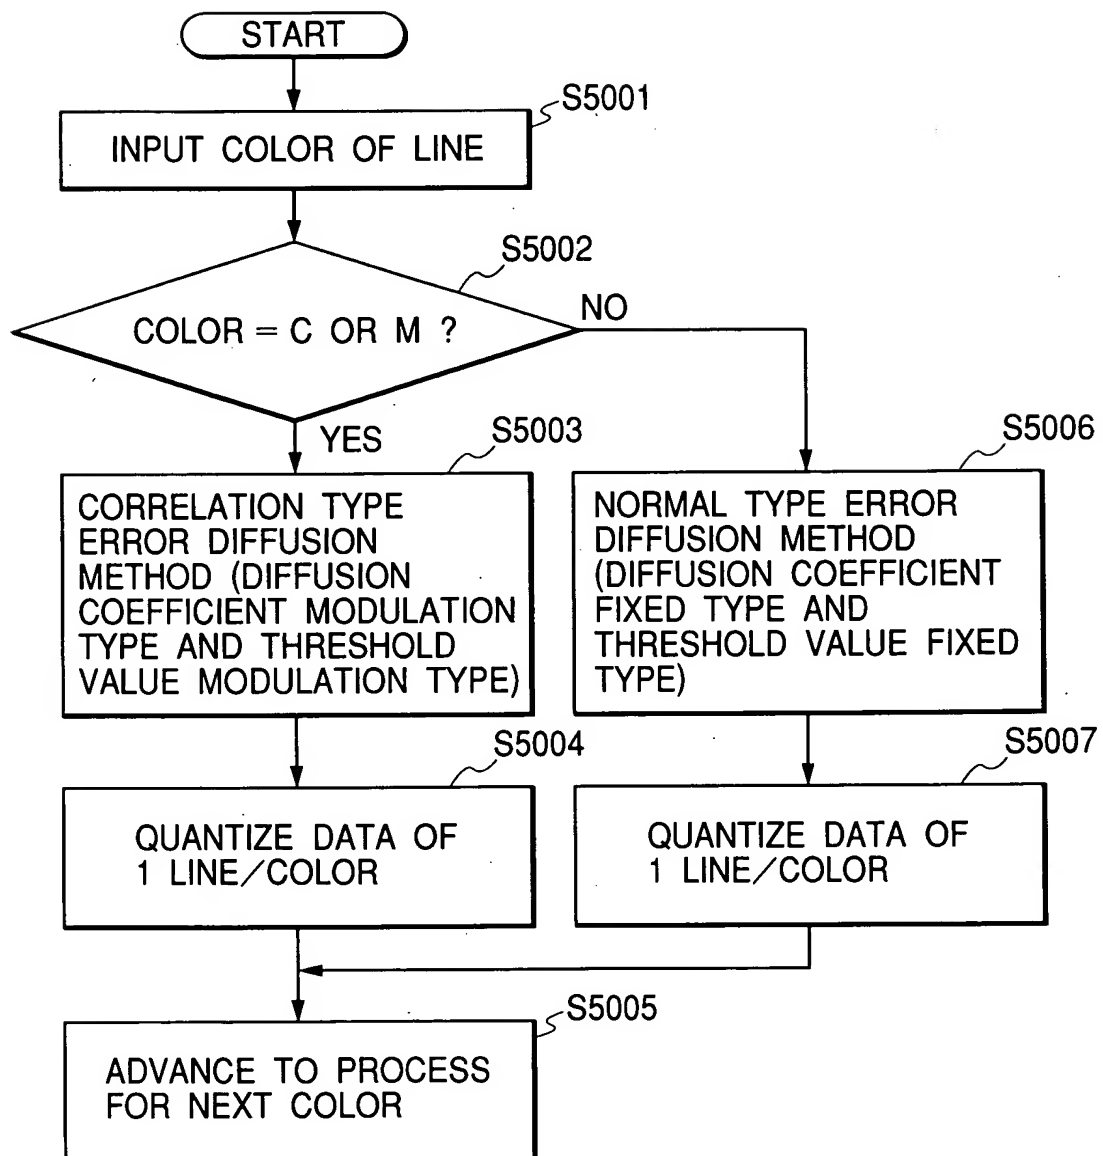 START
S5001
INPUT COLOR OF LINE
S5002
COLOR = C OR M ?
NO
YES
S5003
CORRELATION TYPE
ERROR DIFFUSION
METHOD (DIFFUSION
COEFFICIENT MODULATION
TYPE AND THRESHOLD
VALUE MODULATION TYPE)
S5006
NORMAL TYPE ERROR
DIFFUSION METHOD
(DIFFUSION COEFFICIENT
FIXED TYPE AND
THRESHOLD VALUE FIXED
TYPE)
S5004
QUANTIZE DATA OF
1 LINE/COLOR
S5007
QUANTIZE DATA OF
1 LINE/COLOR
S5005
ADVANCE TO PROCESS
FOR NEXT COLOR